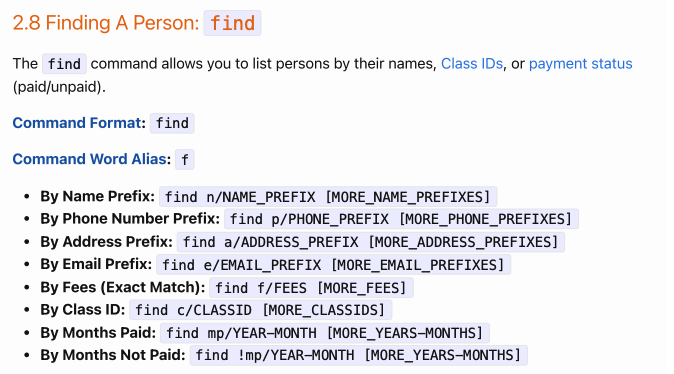 2.8 Finding A Person: find
The find command allows you to list persons by their names, Class IDs, or payment status
(paid/unpaid).
Command Format: find
Command Word Alias: f
• By Name Prefix: find n/NAME_PREFIX [MORE_NAME_PREFIXES]
• By Phone Number Prefix: find p/PHONE_PREFIX [MORE_PHONE_PREFIXES]
• By Address Prefix: find a/ADDRESS_PREFIX [MORE_ADDRESS_PREFIXES]
• By Email Prefix: find e/EMAIL_PREFIX [MORE_EMAIL_PREFIXES]
• By Fees (Exact Match): find f/FEES [MORE_FEES]
• By Class ID: find c/CLASSID [MORE_CLASSIDS]
• By Months Paid: find mp/YEAR-MONTH [MORE_YEARS-MONTHS]
• By Months Not Paid: find !mp/YEAR-MONTH [MORE_YEARS-MONTHS]